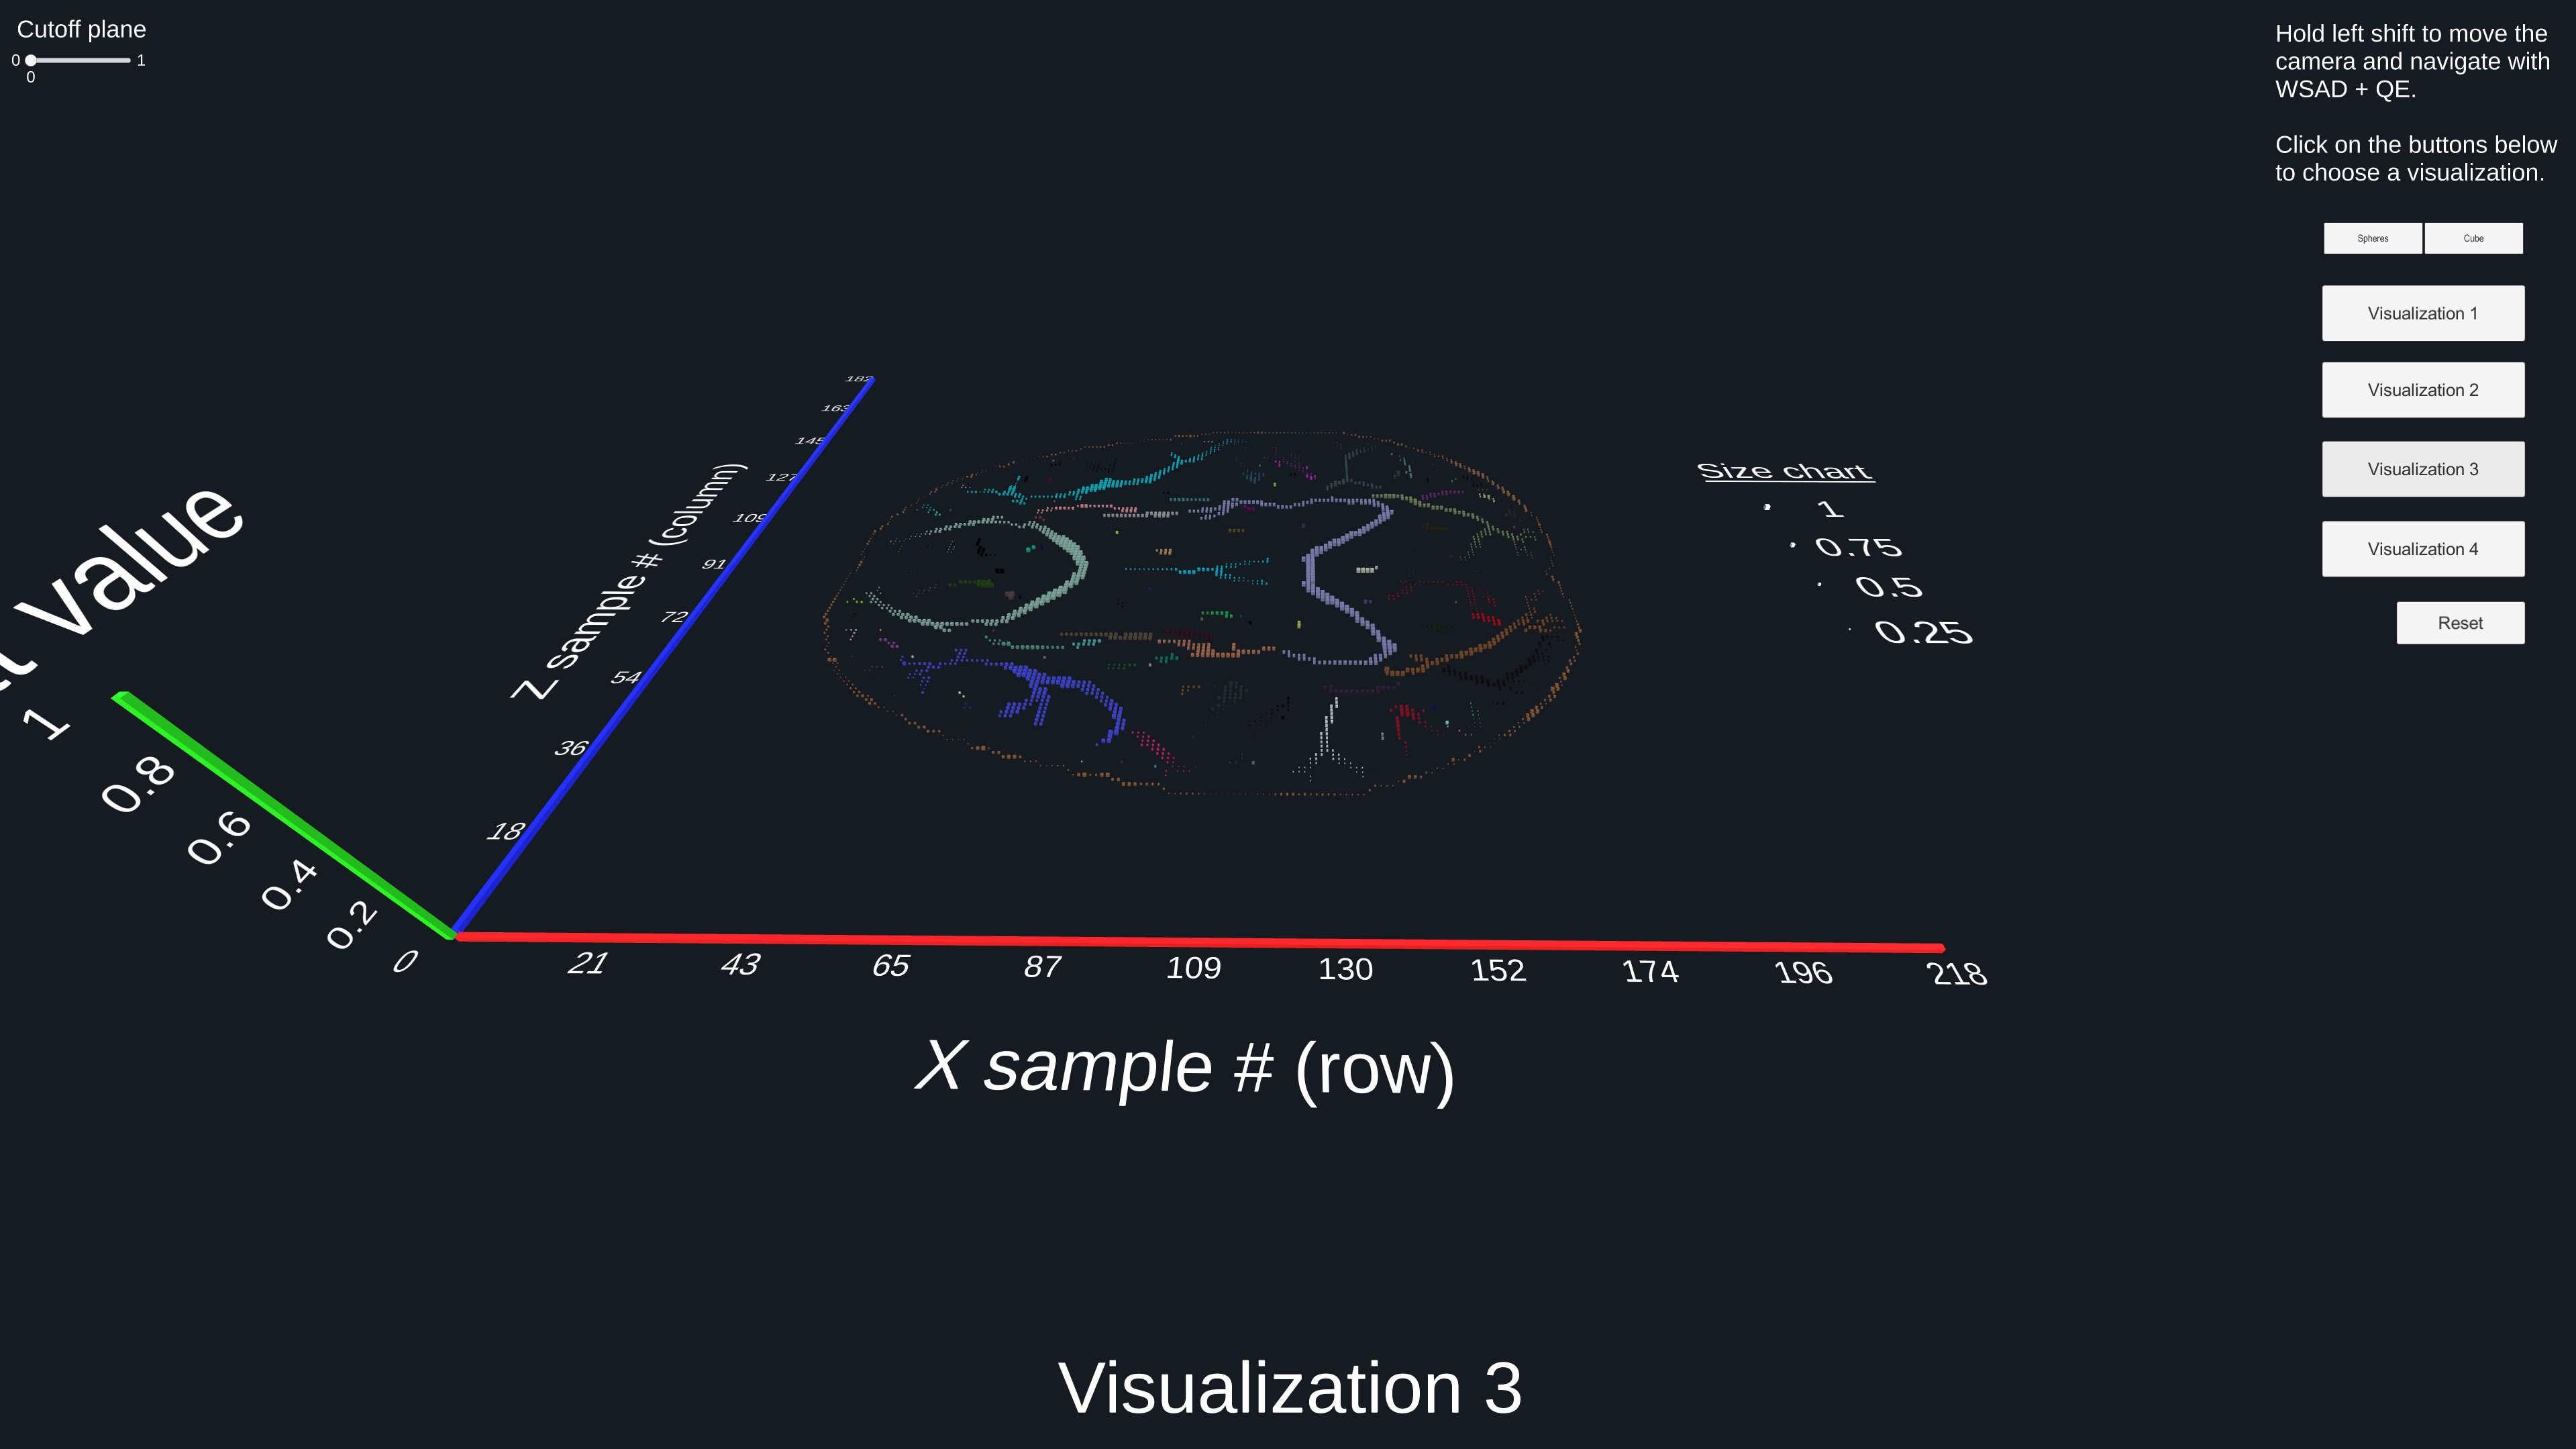 Cutoff plane
0 1
0
Hold left shift to move the
camera and navigate with
WSAD + QE.
Click on the buttons below
to choose a visualization.
Spheres Cube
Visualization 1
Visualization 2
Visualization 3
Visualization 4
Reset
value
1
0.8
0.6
0.4
0.2
0
Z sample # (column)
182
163
145
127
109
91
72
54
36
18
Size chart
1
0.75
0.5
0.25
21 43 65 87 109 130 152 174 196 218
X sample # (row)
Visualization 3